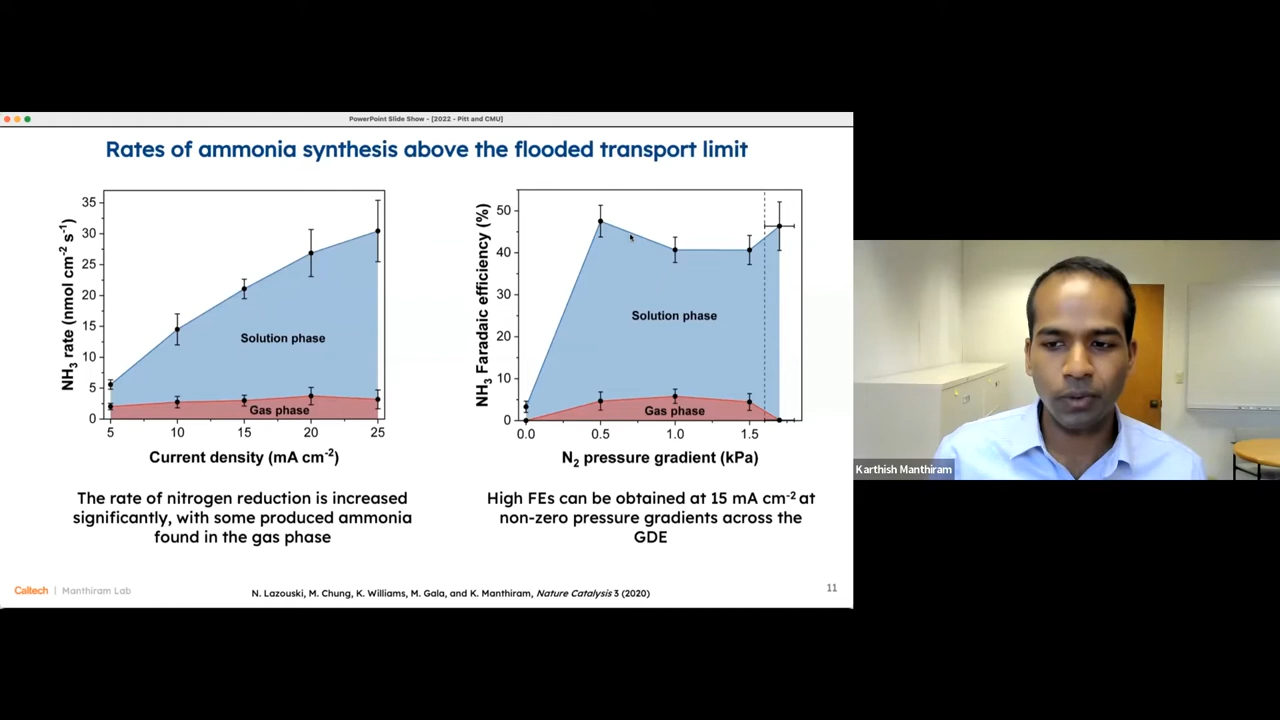 PowerPoint Slide Show - [2022 - Pitt and CMU]
Rates of ammonia synthesis above the flooded transport limit
NH3 rate (nmol cm-2 s-1)
35
30
25
20
15
10
5
0
Solution phase
Gas phase
5 10 15 20 25
Current density (mA cm-2)
NH3 Faradaic efficiency (%)
50
40
30
20
10
0
Solution phase
Gas phase
0.0 0.5 1.0 1.5
N2 pressure gradient (kPa)
The rate of nitrogen reduction is increased
significantly, with some produced ammonia
found in the gas phase
High FEs can be obtained at 15 mA cm-2 at
non-zero pressure gradients across the
GDE
Karthish Manthiram
Caltech | Manthiram Lab
N. Lazouski, M. Chung, K. Williams, M. Gala, and K. Manthiram, Nature Catalysis 3 (2020)
11